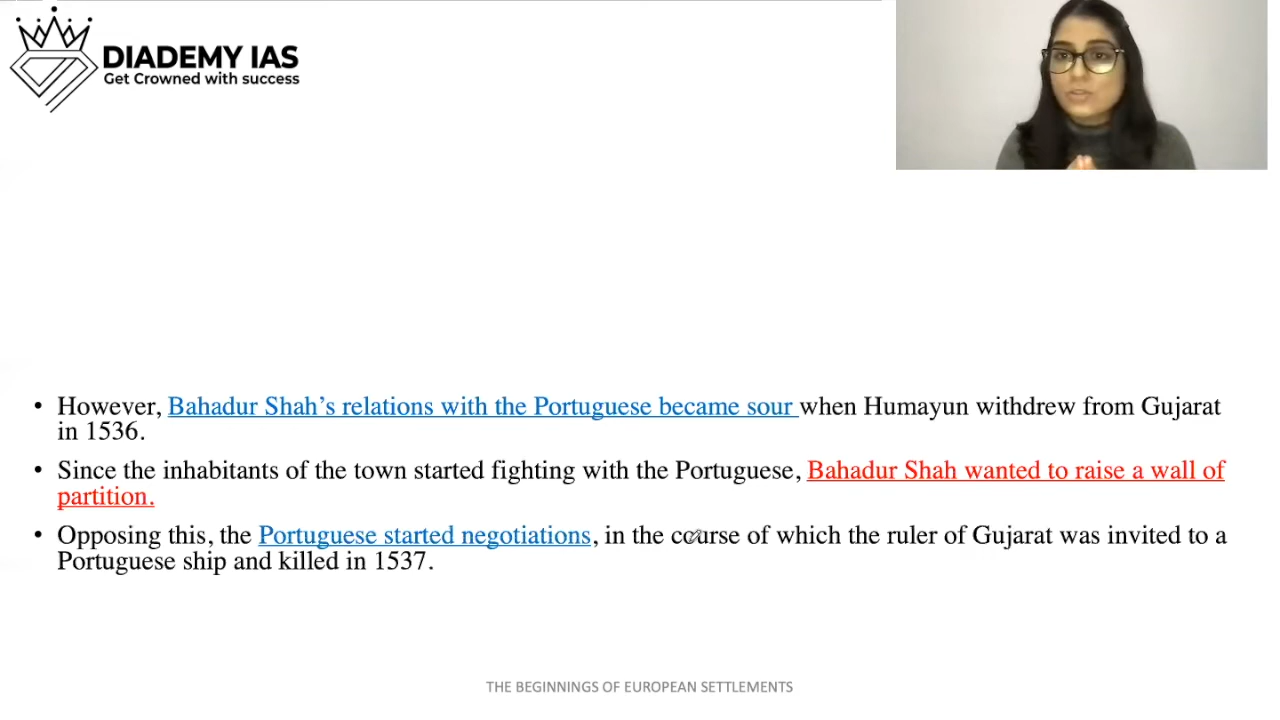 DIADEMY IAS
Get Crowned with success
• However, Bahadur Shah’s relations with the Portuguese became sour when Humayun withdrew from Gujarat
in 1536.
• Since the inhabitants of the town started fighting with the Portuguese, Bahadur Shah wanted to raise a wall of
partition.
• Opposing this, the Portuguese started negotiations, in the course of which the ruler of Gujarat was invited to a
Portuguese ship and killed in 1537.
THE BEGINNINGS OF EUROPEAN SETTLEMENTS